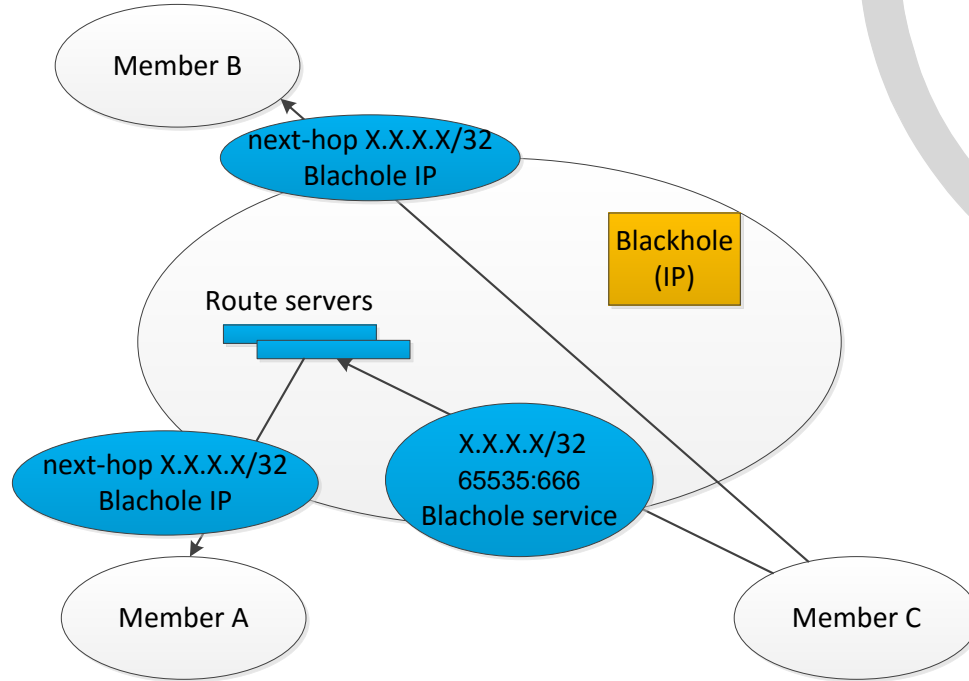 Member B
next-hop X.X.X.X/32
Blachole IP
Blackhole
(IP)
Route servers
next-hop X.X.X.X/32
Blachole IP
X.X.X.X/32
65535:666
Blachole service
Member A
Member C